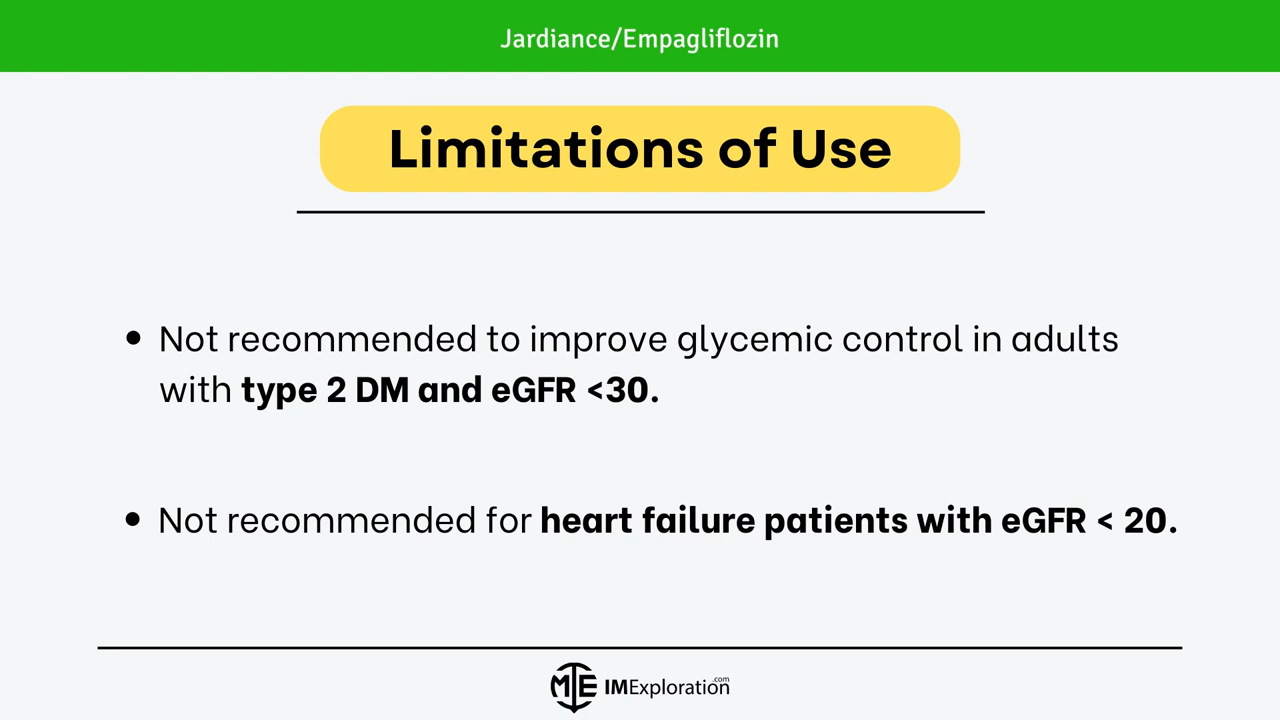 Jardiance/Empagliflozin
Limitations of Use
• Not recommended to improve glycemic control in adults
with type 2 DM and eGFR <30.
• Not recommended for heart failure patients with eGFR < 20.
MIE IMExploration.com